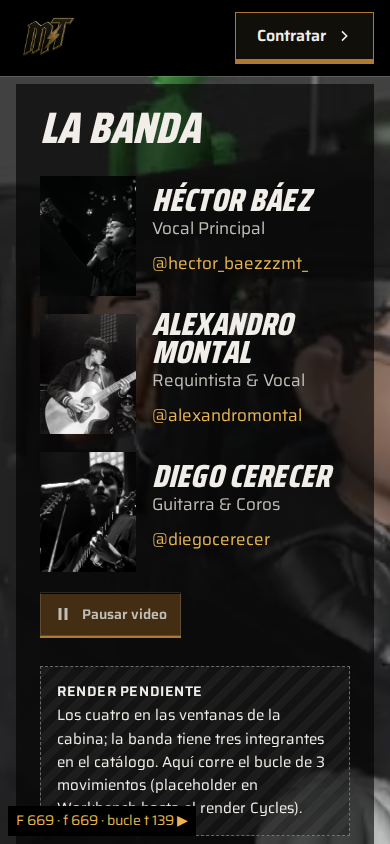 MT
Contratar
LA BANDA
HÉCTOR BÁEZ
Vocal Principal
@hector_baezzzmt_
ALEXANDRO
MONTAL
Requintista & Vocal
@alexandromontal
DIEGO CERECER
Guitarra & Coros
@diegocerecer
Pausar video
RENDER PENDIENTE
Los cuatro en las ventanas de la
cabina; la banda tiene tres integrantes
en el catálogo. Aquí corre el bucle de 3
movimientos (placeholder en
render Cycles).
F 669 · f 669 · bucle t 139 ▶